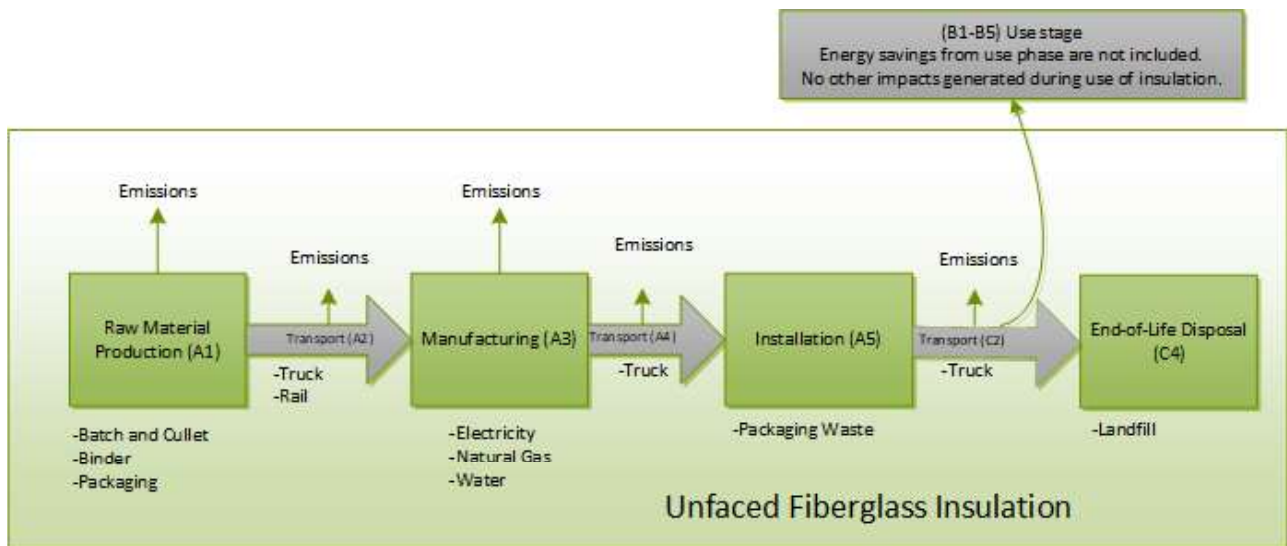 (B1-B5) Use stage
Energy savings from use phase are not included.
No other impacts generated during use of insulation.
Emissions
Emissions
Emissions
Emissions
Emissions
Raw Material
Production (A1)
Transport (A2)
-Truck
-Rail
Manufacturing (A3)
Transport (A4)
-Truck
Installation (A5)
Transport (C2)
-Truck
End-of-Life Disposal
(C4)
-Batch and Cullet
-Binder
-Packaging
-Electricity
-Natural Gas
-Water
-Packaging Waste
-Landfill
Unfaced Fiberglass Insulation